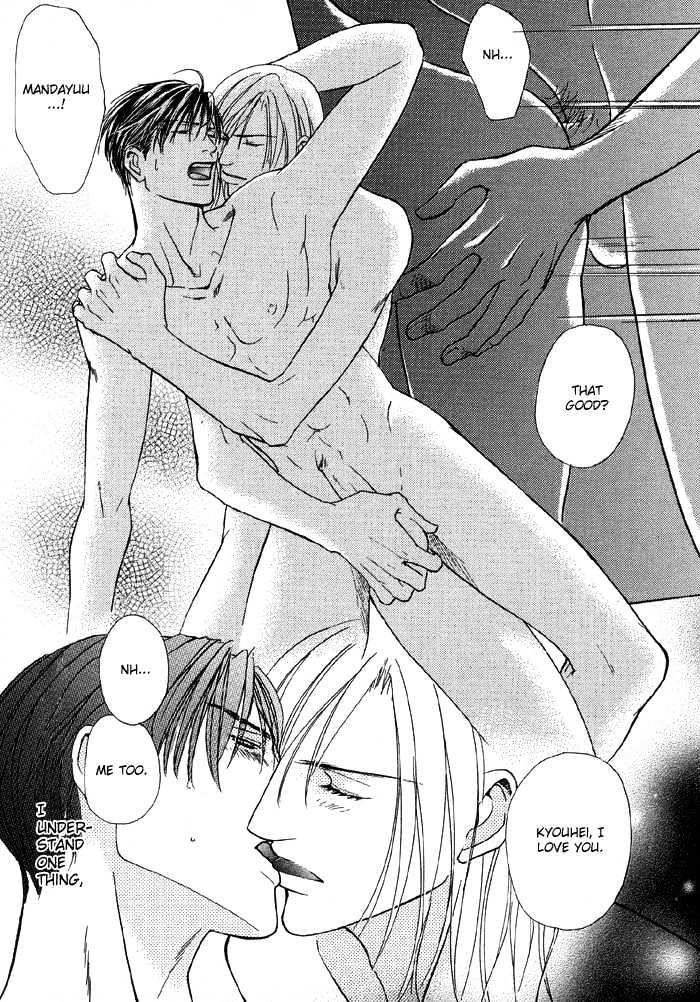 NH...
MANDAYUU
...!
THAT
GOOD?
NH...
ME TOO.
KYOUHEI, I
LOVE YOU.
I
UNDER-
STAND
ONE
THING,